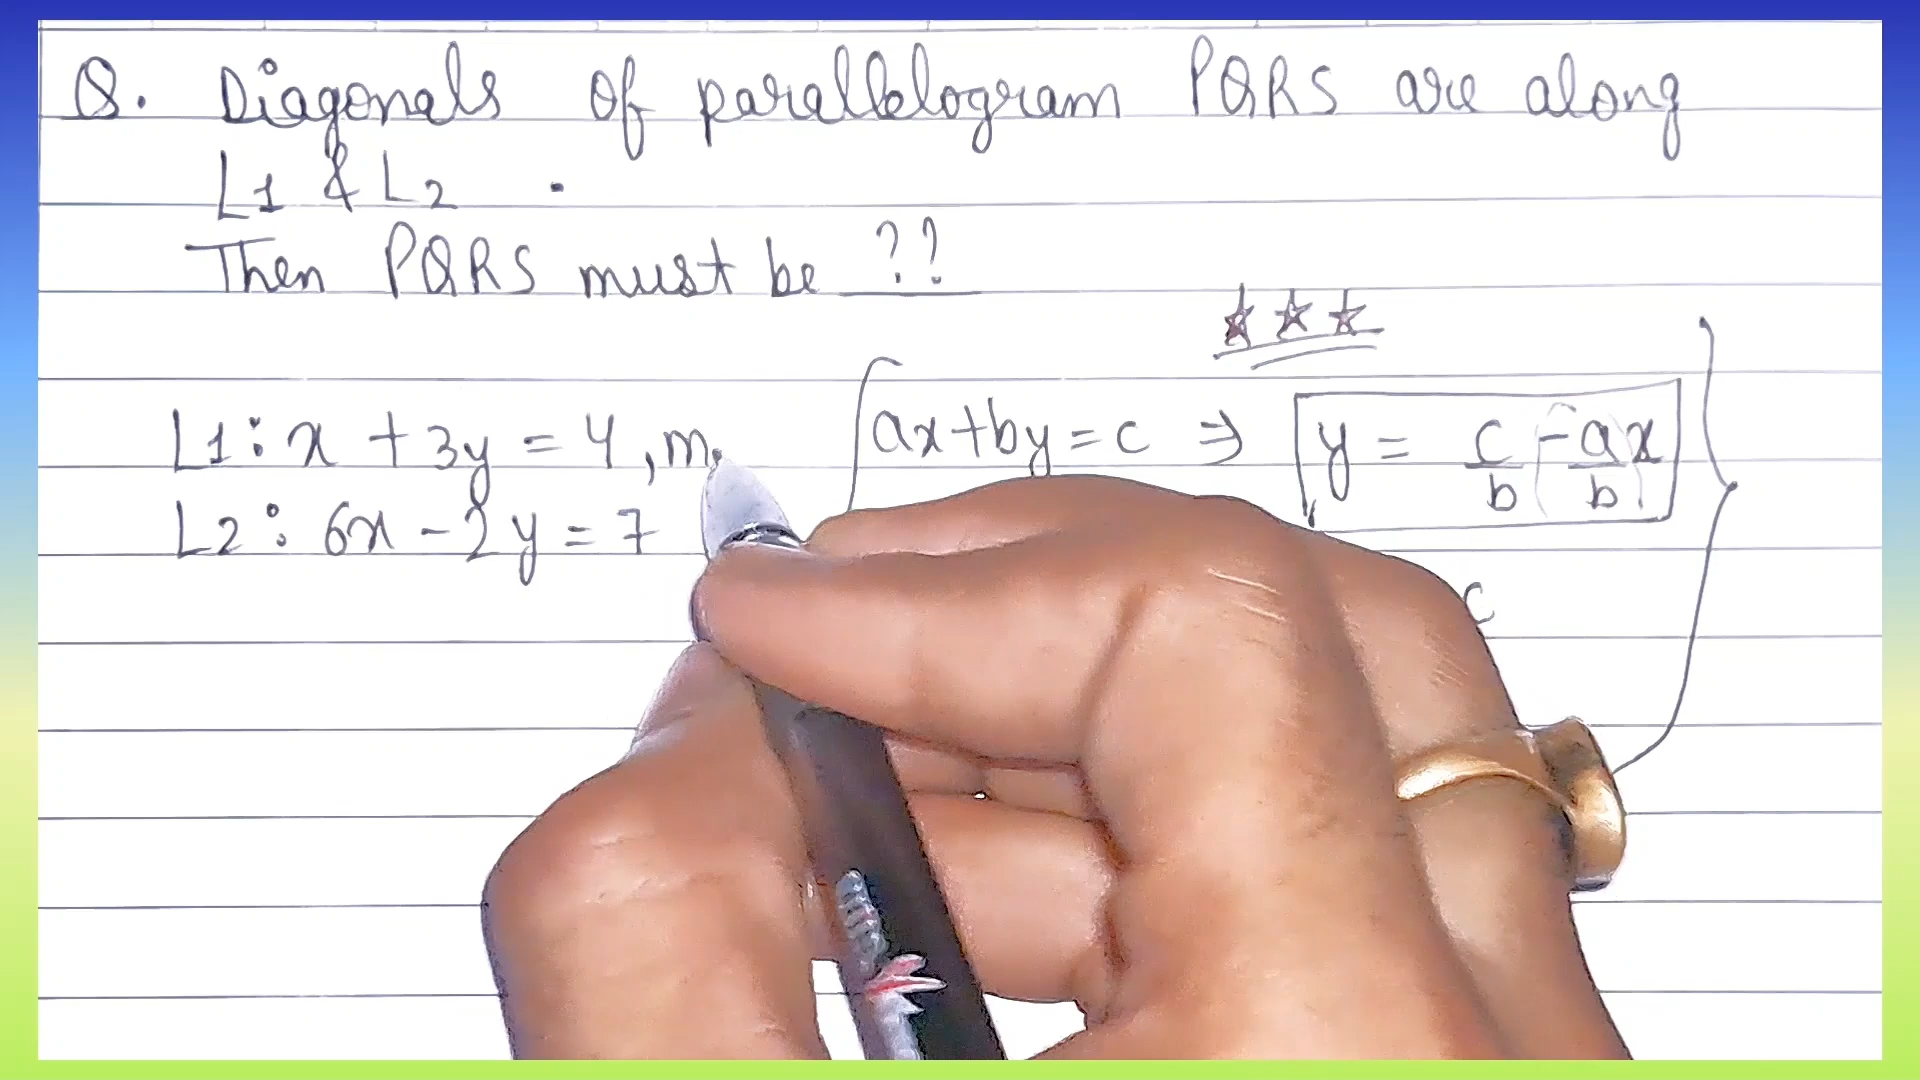 Q. Diagonals of parallelogram PQRS are along
L1 & L2 .
Then PQRS must be ??
L1: x + 3y = 4, m
L2: 6x - 2y = 7
ax+by=c ⇒ y = c/b - a/b x
c